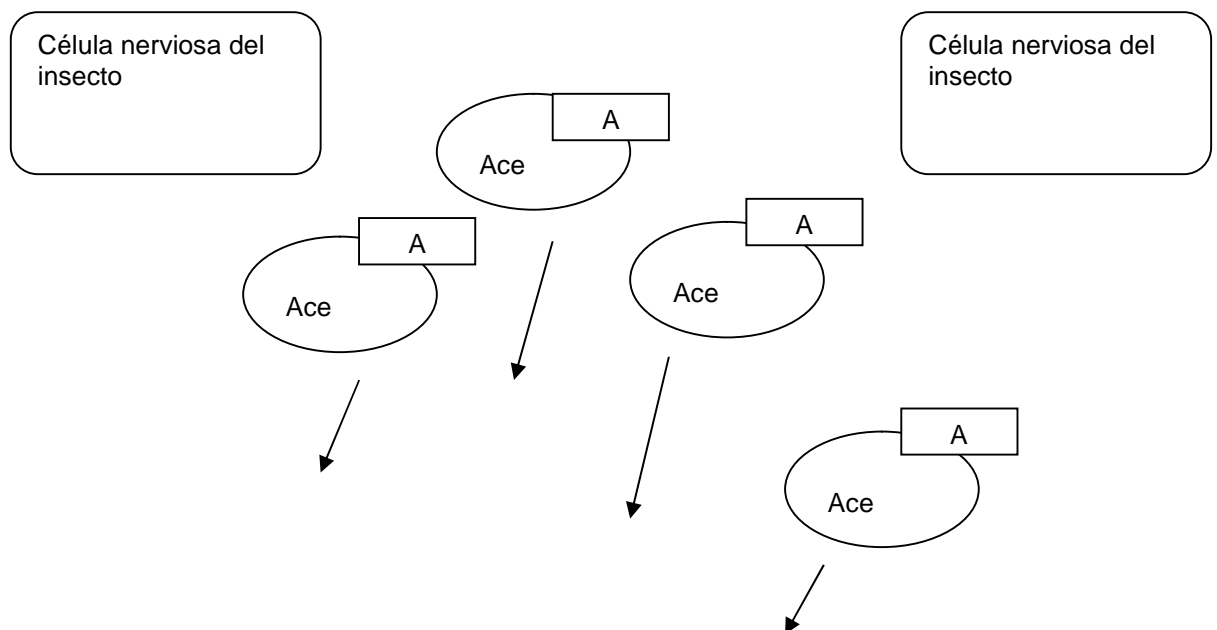 Célula nerviosa del
insecto
Célula nerviosa del
insecto
A
Ace
A
Ace
A
Ace
A
Ace